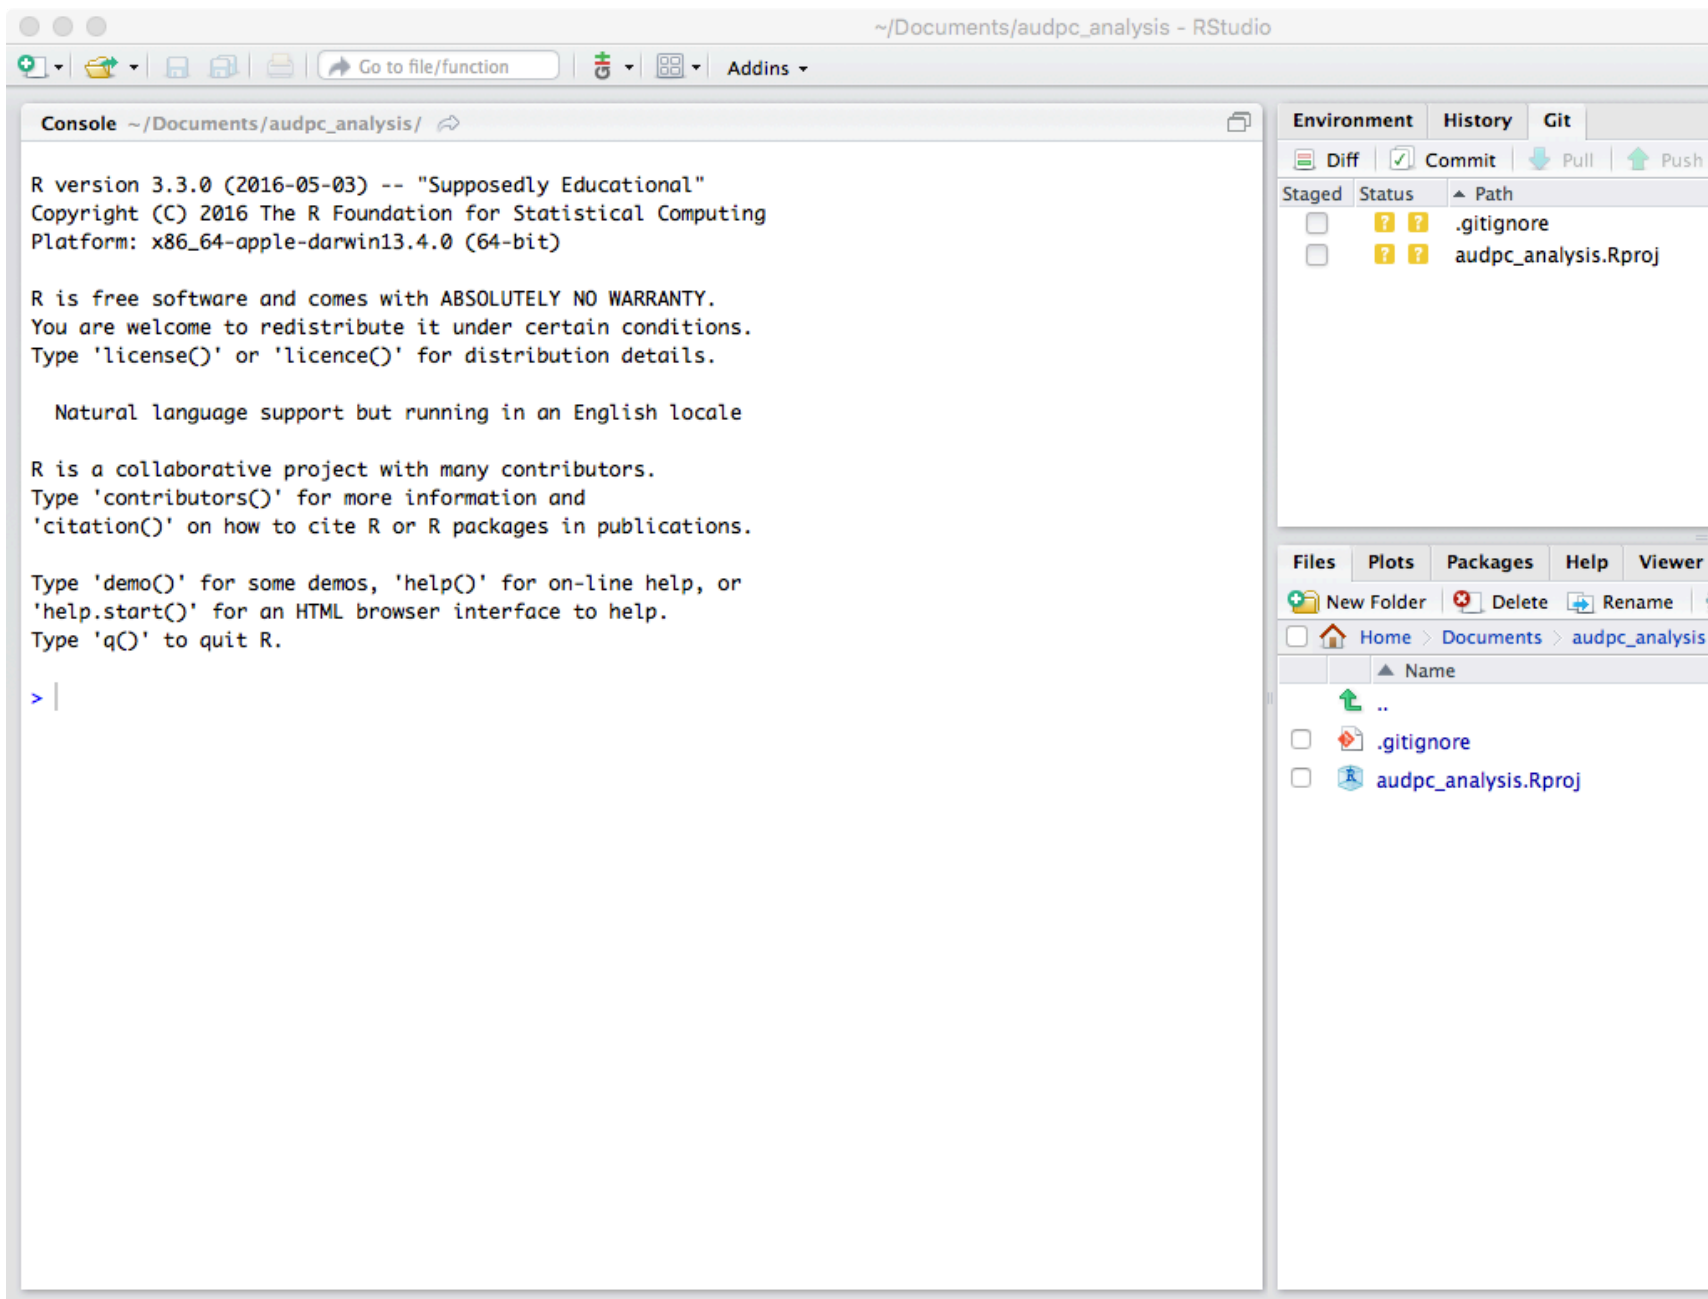 ~/Documents/audpc_analysis - RStudio
Go to file/function
Addins
Console ~/Documents/audpc_analysis/
R version 3.3.0 (2016-05-03) -- "Supposedly Educational"
Copyright (C) 2016 The R Foundation for Statistical Computing
Platform: x86_64-apple-darwin13.4.0 (64-bit)
R is free software and comes with ABSOLUTELY NO WARRANTY.
You are welcome to redistribute it under certain conditions.
Type 'license()' or 'licence()' for distribution details.
Natural language support but running in an English locale
R is a collaborative project with many contributors.
Type 'contributors()' for more information and
'citation()' on how to cite R or R packages in publications.
Type 'demo()' for some demos, 'help()' for on-line help, or
'help.start()' for an HTML browser interface to help.
Type 'q()' to quit R.
>
Environment History Git
Diff Commit Pull Push
Staged Status Path
? ? .gitignore
? ? audpc_analysis.Rproj
Files Plots Packages Help Viewer
New Folder Delete Rename
Home Documents audpc_analysis
Name
..
.gitignore
audpc_analysis.Rproj